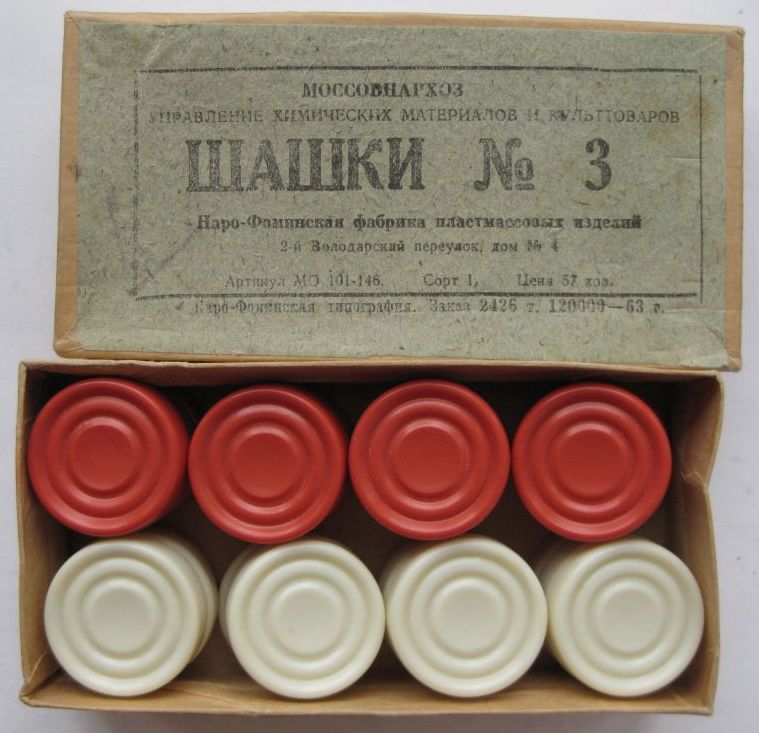 МОССОВНАРХОЗ
УПРАВЛЕНИЕ ХИМИЧЕСКИХ МАТЕРИАЛОВ И КУЛЬТТОВАРОВ
ШАШКИ № 3
Наро-Фоминская фабрика пластмассовых изделий
2-й Володарский переулок, дом № 4
Артикул МО 101-146. Сорт 1, Цена 57 коп.
Наро-Фоминская типография. Заказ 2426 т. 120000—63 г.